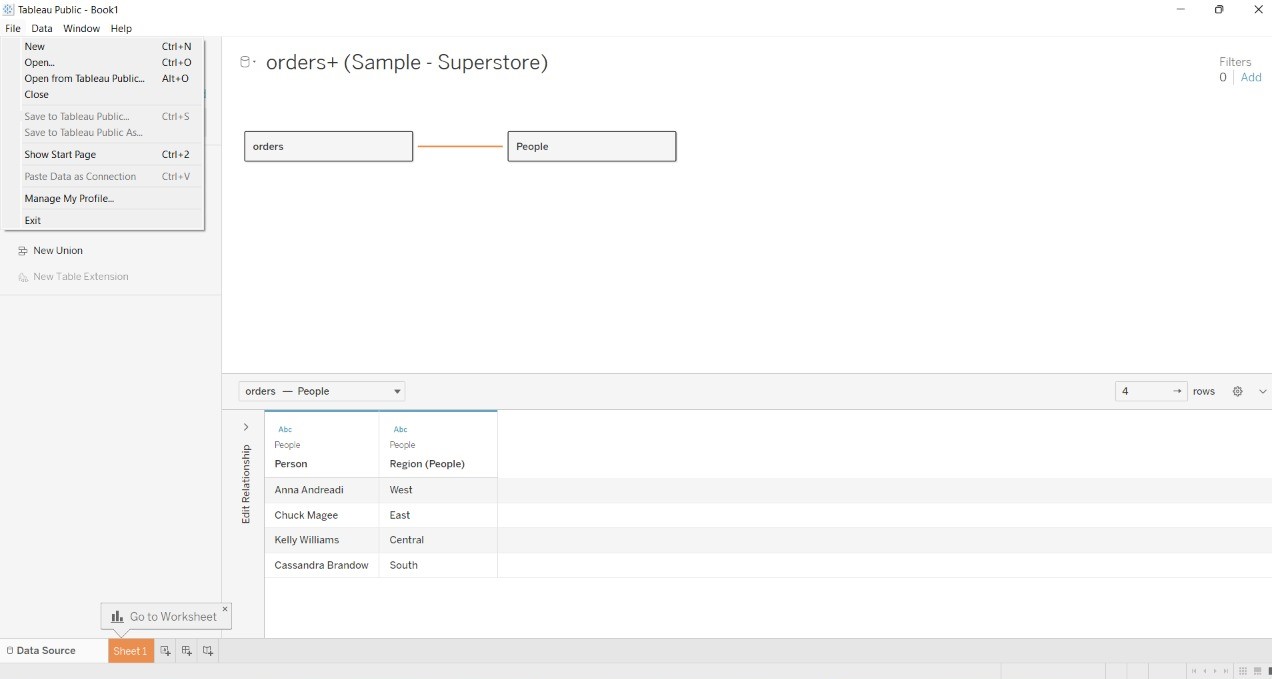 Tableau Public - Book1
File Data Window Help
New Ctrl+N
Open... Ctrl+O
Open from Tableau Public... Alt+O
Close
Save to Tableau Public... Ctrl+S
Save to Tableau Public As...
Show Start Page Ctrl+2
Paste Data as Connection Ctrl+V
Manage My Profile...
Exit
New Union
New Table Extension
orders+ (Sample - Superstore)
Filters
0 Add
orders People
orders — People 4 rows
Edit Relationship
Abc Abc
People People
Person Region (People)
Anna Andreadi West
Chuck Magee East
Kelly Williams Central
Cassandra Brandow South
Go to Worksheet
Data Source Sheet 1